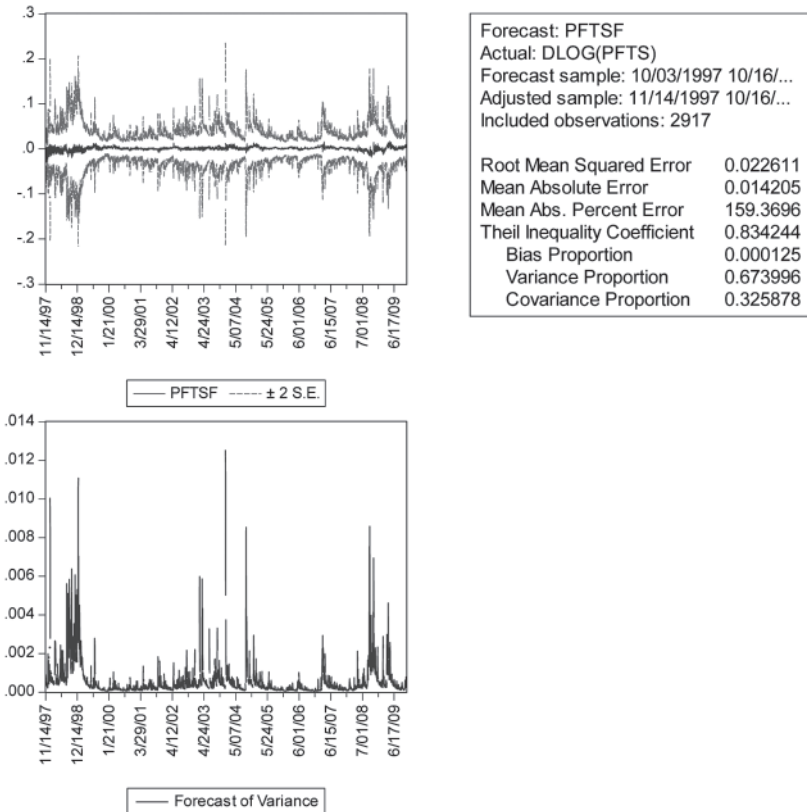 .3
.2
.1
.0
-.1
-.2
-.3
11/14/97
12/14/98
1/21/00
3/29/01
4/12/02
4/24/03
5/07/04
5/24/05
6/01/06
6/15/07
7/01/08
6/17/09
PFTSF ± 2 S.E.
Forecast: PFTSF
Actual: DLOG(PFTS)
Forecast sample: 10/03/1997 10/16/...
Adjusted sample: 11/14/1997 10/16/...
Included observations: 2917
Root Mean Squared Error 0.022611
Mean Absolute Error 0.014205
Mean Abs. Percent Error 159.3696
Theil Inequality Coefficient 0.834244
Bias Proportion 0.000125
Variance Proportion 0.673996
Covariance Proportion 0.325878
.014
.012
.010
.008
.006
.004
.002
.000
11/14/97
12/14/98
1/21/00
3/29/01
4/12/02
4/24/03
5/07/04
5/24/05
6/01/06
6/15/07
7/01/08
6/17/09
Forecast of Variance